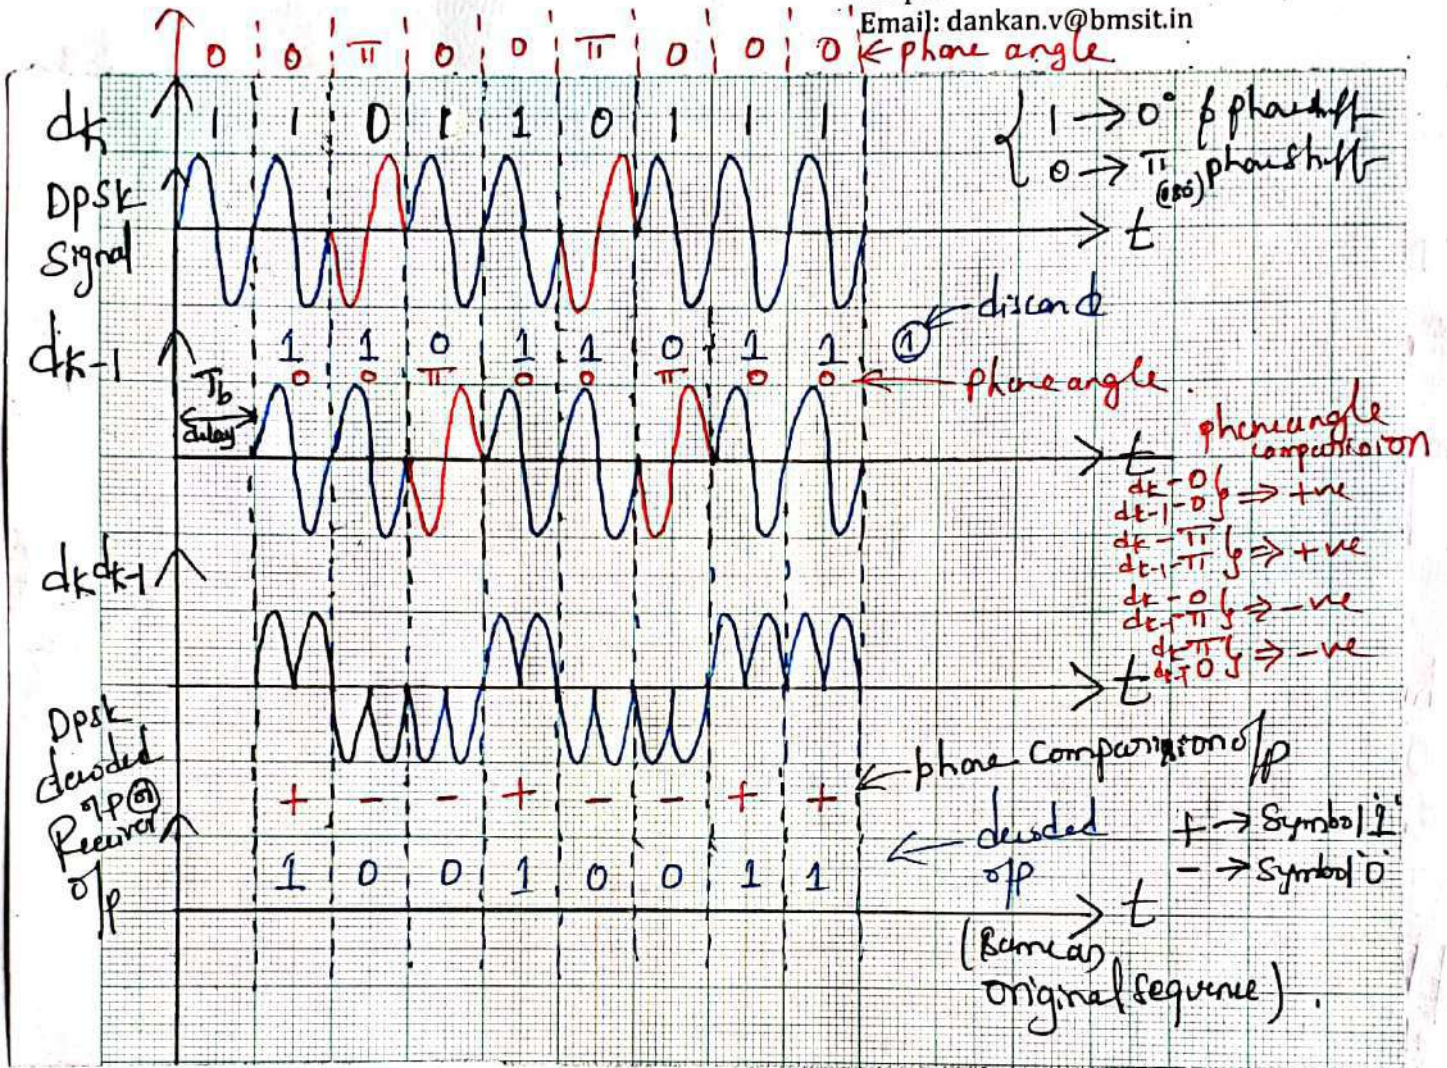 Email: dankan.v@bmsit.in
0 0 π 0 0 π 0 0 0 ← phase angle
dk 1 1 0 1 1 0 1 1 1
{ 1 → 0° phaseshift
0 → π phaseshift
(180°)
DPSK
Signal
t
dk-1 1 1 0 1 1 0 1 1 ① ← discard
0 0 π 0 0 π 0 0 ← phase angle
Tb
delay
t
phase angle
comparision
dk - 0
dk-1 - 0 } ⇒ +ve
dk - π
dk-1 - π } ⇒ +ve
dk - 0
dk-1 - π } ⇒ -ve
dk π
dk-1 0 } ⇒ -ve
dk dk-1
t
DPSK
decoded
o/p (or)
Receiver
o/p
+ - - + - - + + ← phase Comparision o/p
1 0 0 1 0 0 1 1 ← decoded
o/p
+ → Symbol '1'
- → Symbol '0'
t
(Same as
original sequence).